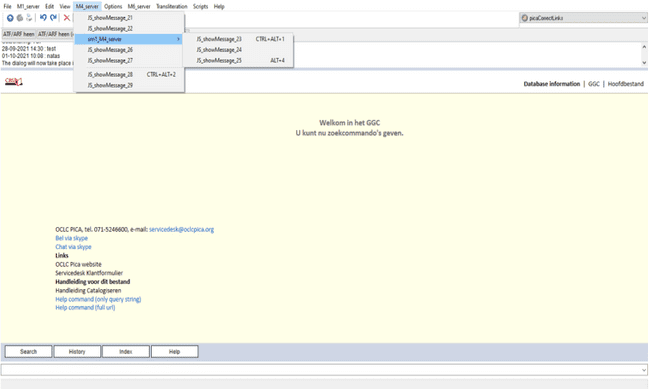 File M1_server Edit View M4_server Options M6_server Transliteration Scripts Help
picaCorrectLinks
JS_showMessage_21
JS_showMessage_22
sm1_M4_server
JS_showMessage_26
JS_showMessage_27
JS_showMessage_28 CTRL+ALT+2
JS_showMessage_29
JS_showMessage_23 CTRL+ALT+1
JS_showMessage_24
JS_showMessage_25 ALT+4
ATF/ARF heen ATF/ARF heen
28-09-2021 14:30 : test
01-10-2021 10:08 : natas
The dialog will now take place i
Database information | GGC | Hoofdbestand
Welkom in het GGC
U kunt nu zoekcommando's geven.
OCLC PICA, tel. 071-5246600, e-mail: servicedesk@oclcpica.org
Bel via skype
Chat via skype
Links
OCLC Pica website
Servicedesk Klantformulier
Handleiding voor dit bestand
Handleiding Catalogiseren
Help command (only query string)
Help command (full url)
Search History Index Help